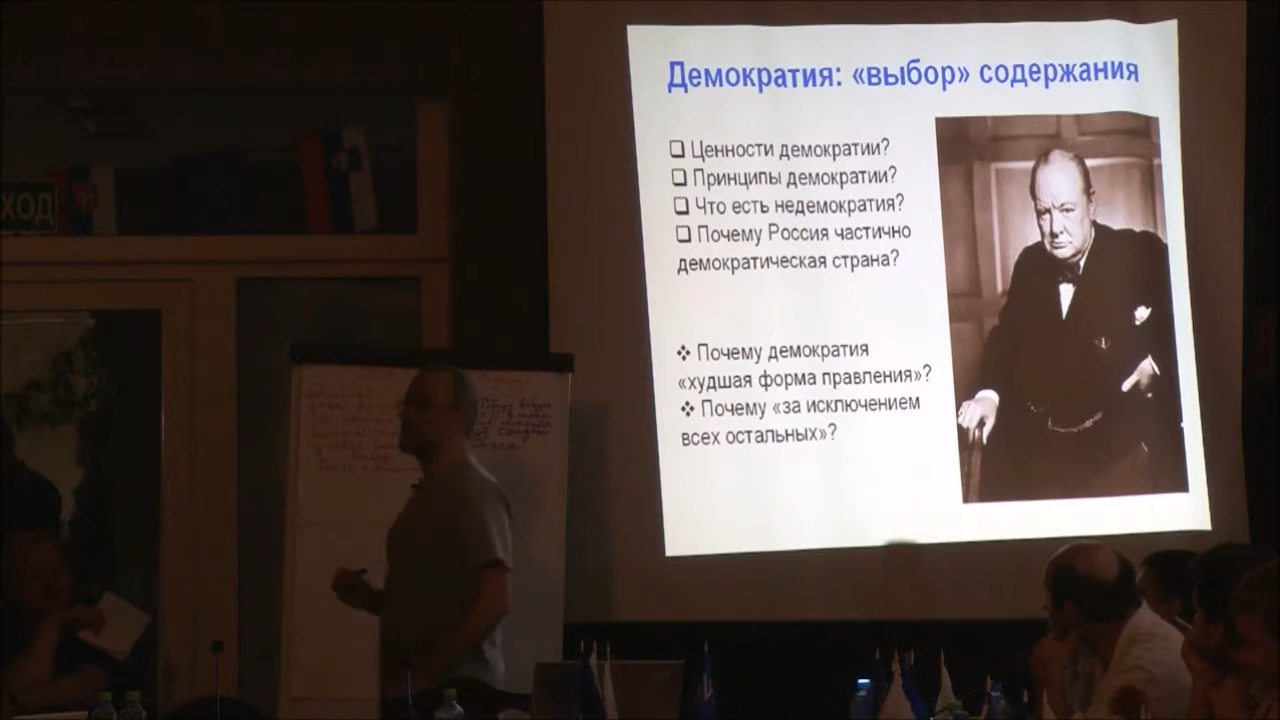 Демократия: «выбор» содержания
❑ Ценности демократии?
❑ Принципы демократии?
❑ Что есть недемократия?
❑ Почему Россия частично
демократическая страна?
❖ Почему демократия
«худшая форма правления»?
❖ Почему «за исключением
всех остальных»?
ХОД